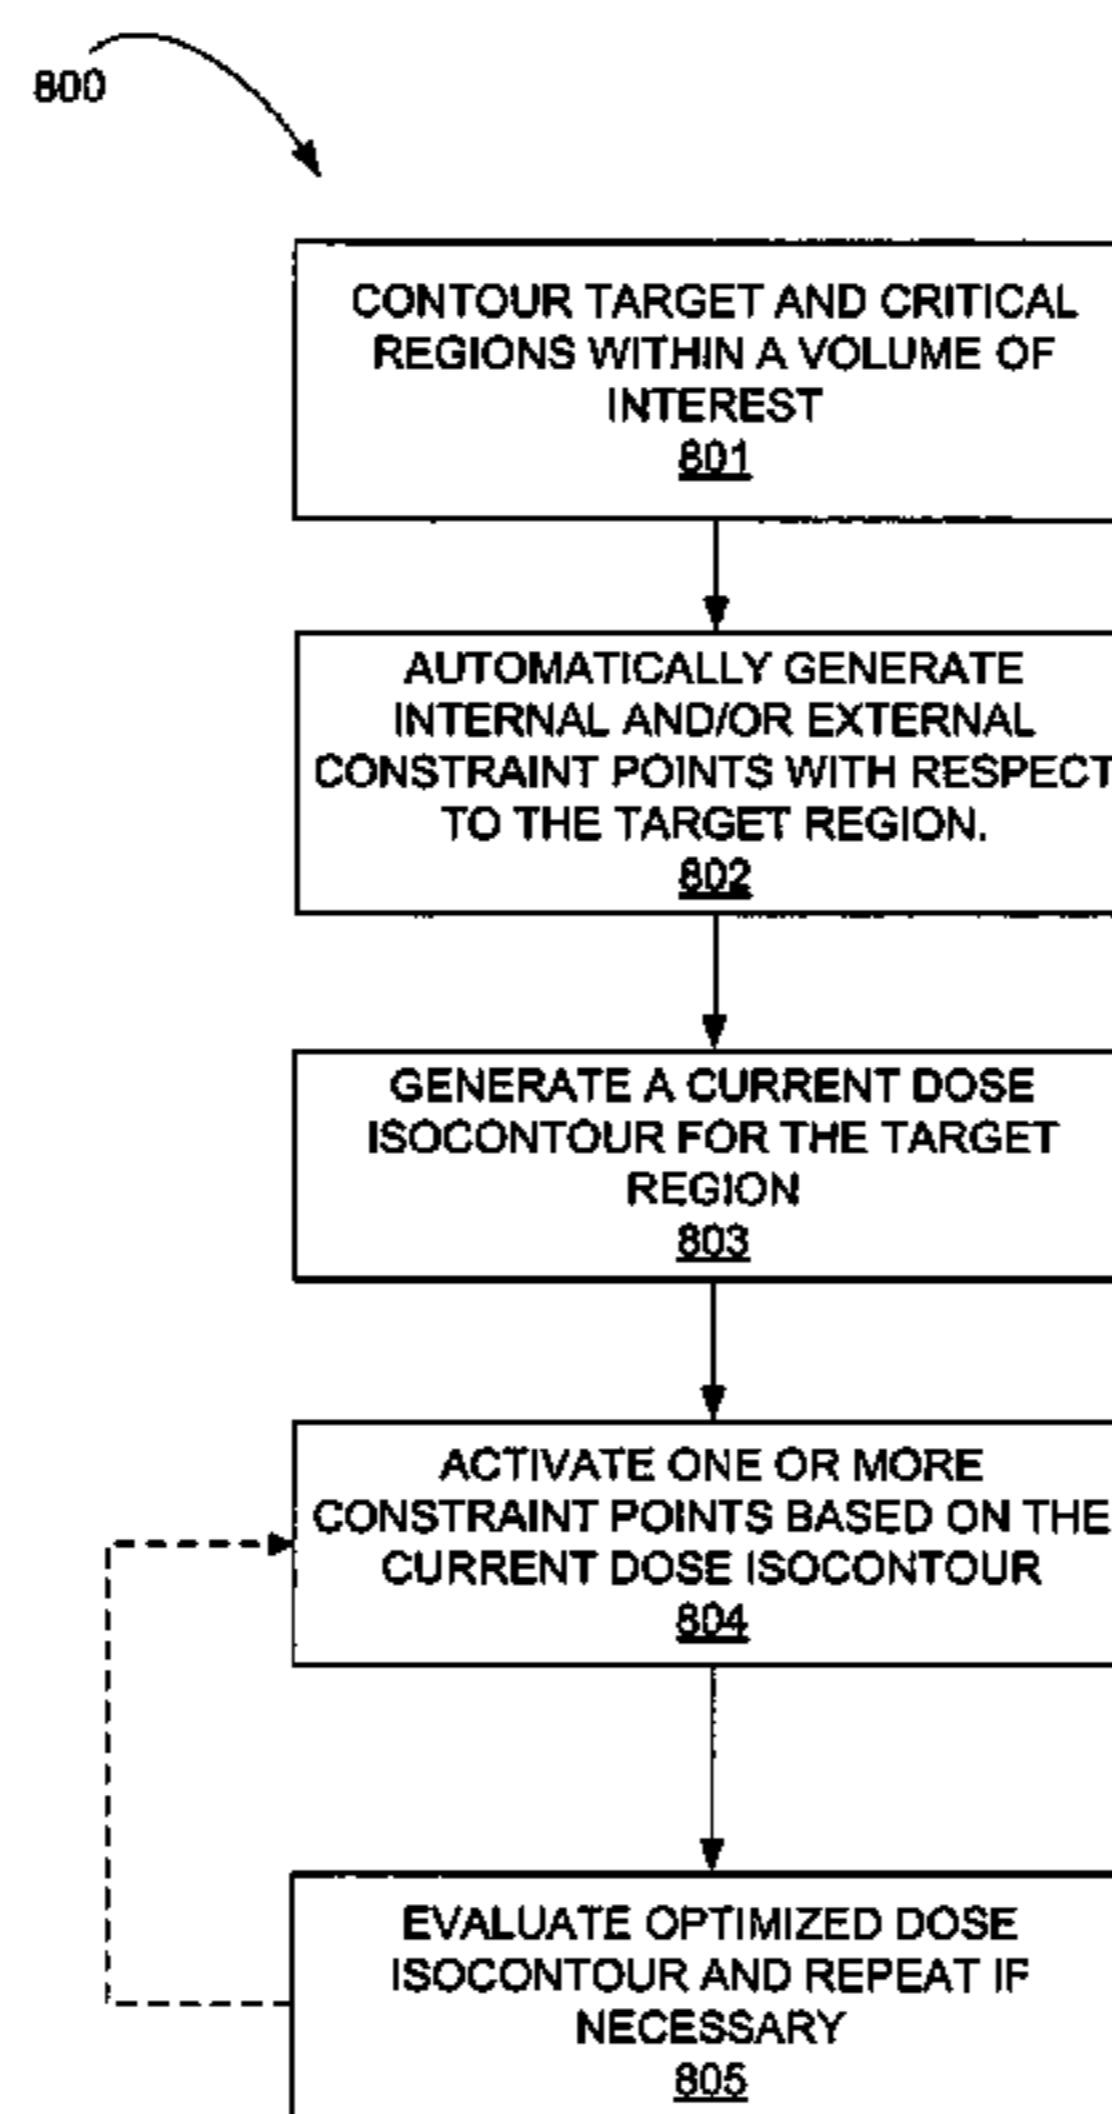 800
CONTOUR TARGET AND CRITICAL
REGIONS WITHIN A VOLUME OF
INTEREST
801
AUTOMATICALLY GENERATE
INTERNAL AND/OR EXTERNAL
CONSTRAINT POINTS WITH RESPECT
TO THE TARGET REGION.
802
GENERATE A CURRENT DOSE
ISOCONTOUR FOR THE TARGET
REGION
803
ACTIVATE ONE OR MORE
CONSTRAINT POINTS BASED ON THE
CURRENT DOSE ISOCONTOUR
804
EVALUATE OPTIMIZED DOSE
ISOCONTOUR AND REPEAT IF
NECESSARY
805